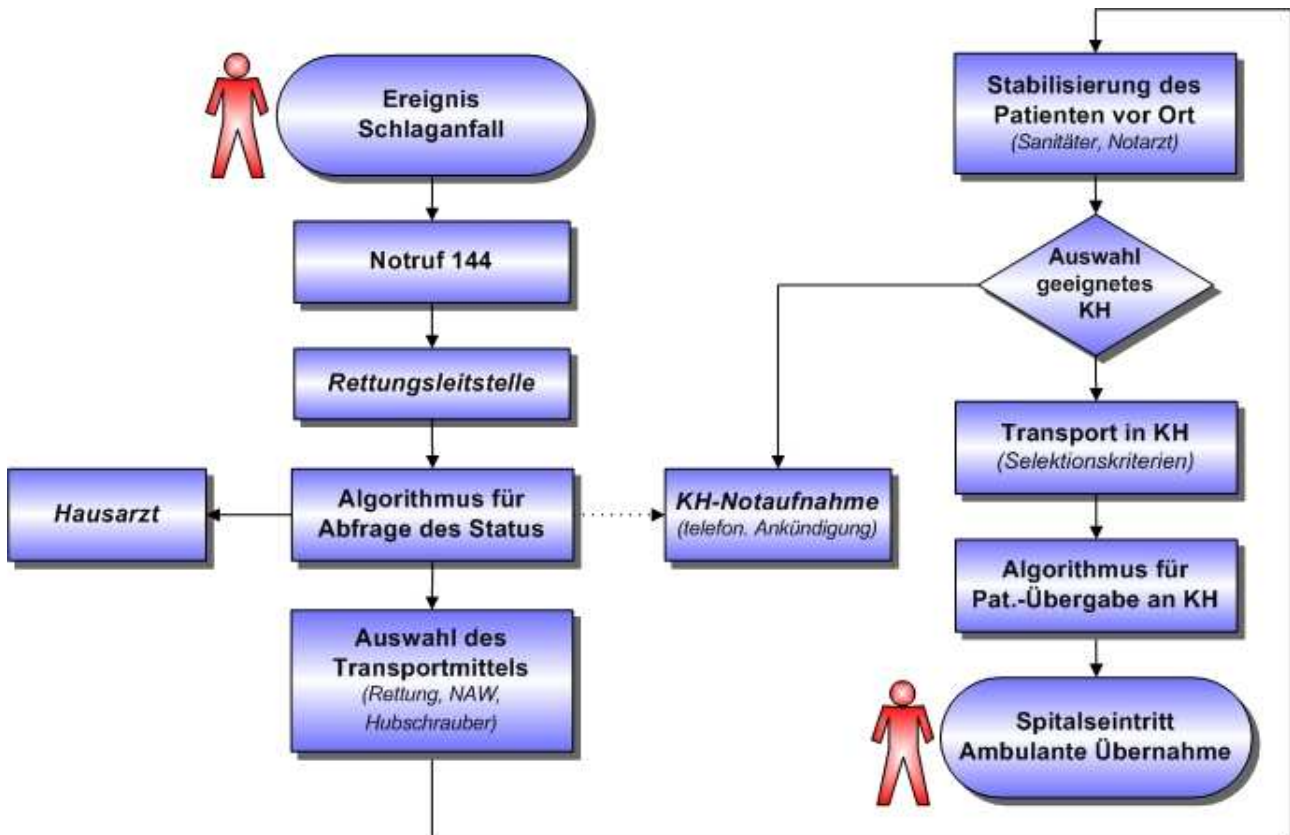 Ereignis
Schlaganfall
Notruf 144
Rettungsleitstelle
Hausarzt
Algorithmus für
Abfrage des Status
KH-Notaufnahme
(telefon. Ankündigung)
Auswahl des
Transportmittels
(Rettung, NAW,
Hubschrauber)
Stabilisierung des
Patienten vor Ort
(Sanitäter, Notarzt)
Auswahl
geeignetes
KH
Transport in KH
(Selektionskriterien)
Algorithmus für
Pat.-Übergabe an KH
Spitalseintritt
Ambulante Übernahme